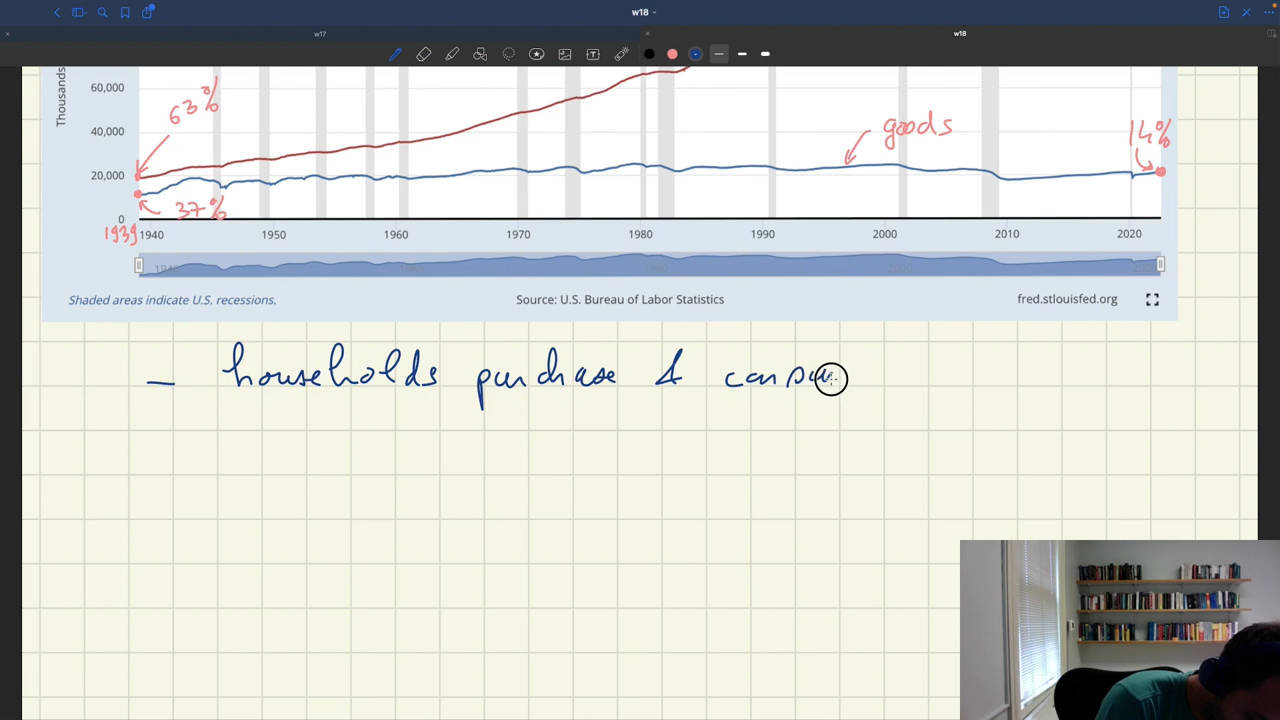 w18
w17
w18
Thousands
60,000
40,000
20,000
0
63%
37%
goods
14%
1939
1940 1950 1960 1970 1980 1990 2000 2010 2020
Shaded areas indicate U.S. recessions. Source: U.S. Bureau of Labor Statistics fred.stlouisfed.org
— households purchase & consu